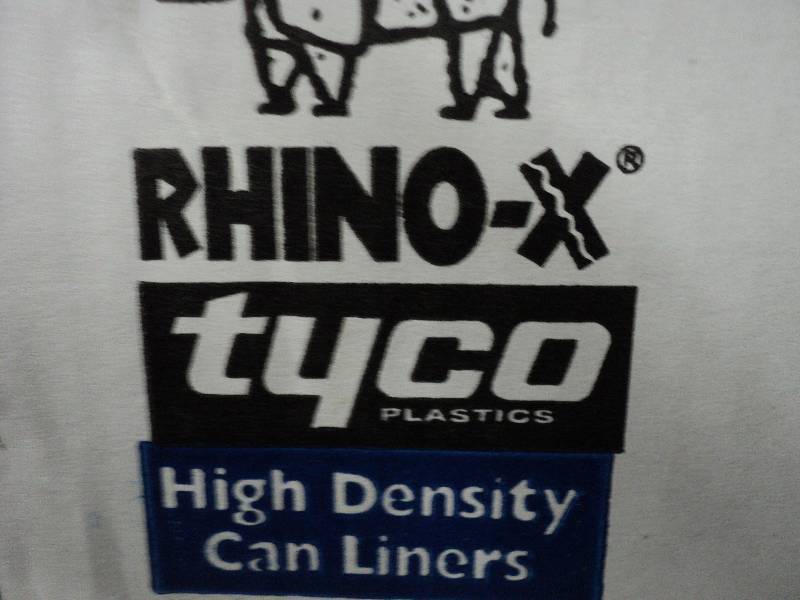 RHINO-X®
tyco
PLASTICS
High Density
Can Liners